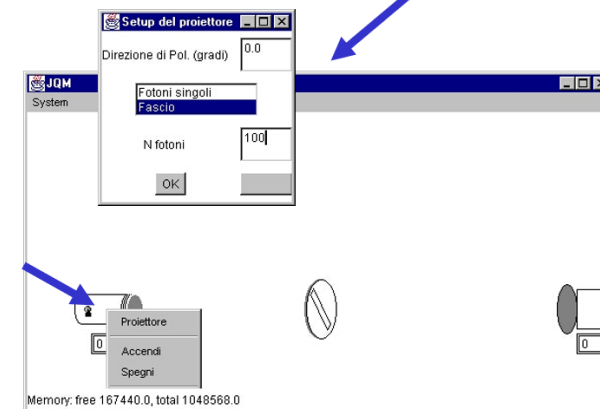 Setup del proiettore
Direzione di Pol. (gradi)
0.0
Fotoni singoli
Fascio
N fotoni
100
OK
JQM
System
Proiettore
Accendi
Spegni
0
0
Memory: free 167440.0, total 1048568.0